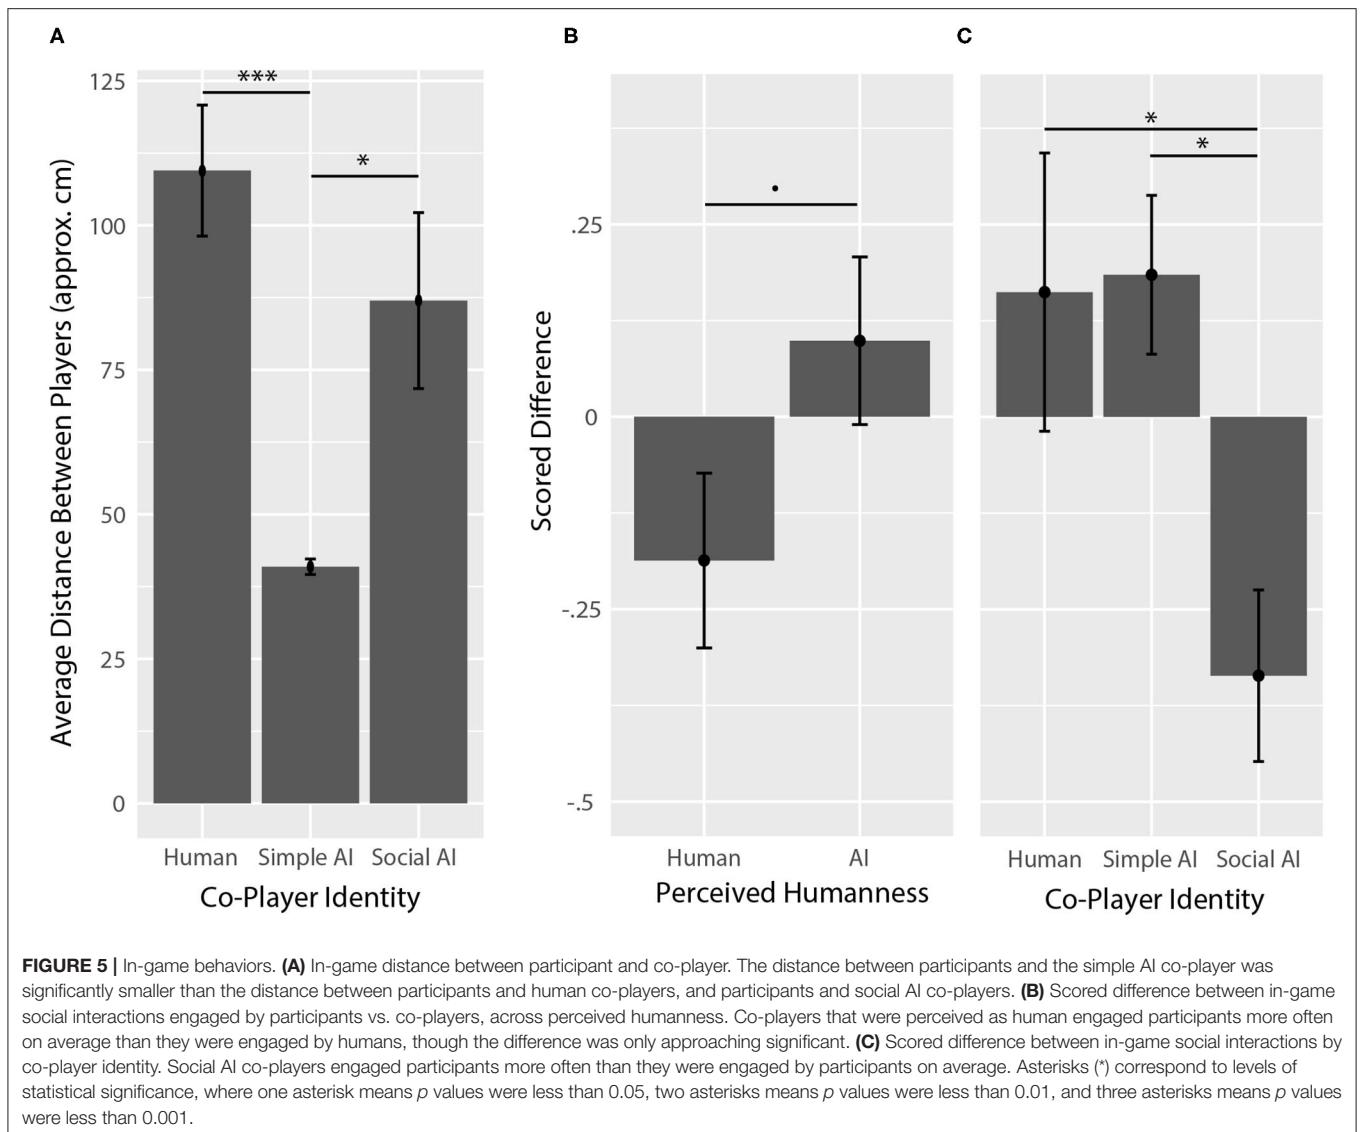 A
B
C
Average Distance Between Players (approx. cm)
125
100
75
50
25
0
***
*
Human Simple AI Social AI
Co-Player Identity
Scored Difference
.25
0
-.25
-.5
Human AI
Perceived Humanness
*
*
Human Simple AI Social AI
Co-Player Identity
FIGURE 5 | In-game behaviors. (A) In-game distance between participant and co-player. The distance between participants and the simple AI co-player was
significantly smaller than the distance between participants and human co-players, and participants and social AI co-players. (B) Scored difference between in-game
social interactions engaged by participants vs. co-players, across perceived humanness. Co-players that were perceived as human engaged participants more often
on average than they were engaged by humans, though the difference was only approaching significant. (C) Scored difference between in-game social interactions by
co-player identity. Social AI co-players engaged participants more often than they were engaged by participants on average. Asterisks (*) correspond to levels of
statistical significance, where one asterisk means p values were less than 0.05, two asterisks means p values were less than 0.01, and three asterisks means p values
were less than 0.001.